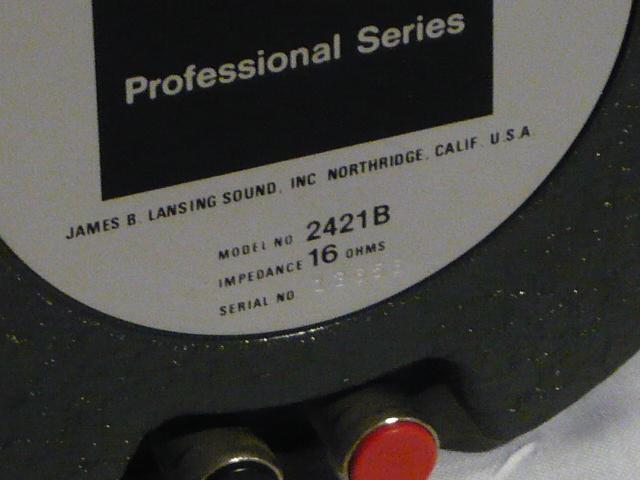 Professional Series
JAMES B. LANSING SOUND, INC NORTHRIDGE, CALIF. U.S.A.
MODEL NO 2421B
IMPEDANCE 16 OHMS
SERIAL NO